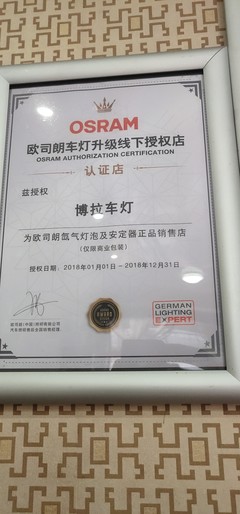 OSRAM
欧司朗车灯升级线下授权店
OSRAM AUTHORIZATION CERTIFICATION
认证店
兹授权
博拉车灯
为欧司朗氙气灯泡及安定器正品销售店
(仅限商业包装)
授权日期:2018年01月01日-2018年12月31日
GERMAN
LIGHTING
EXPERT